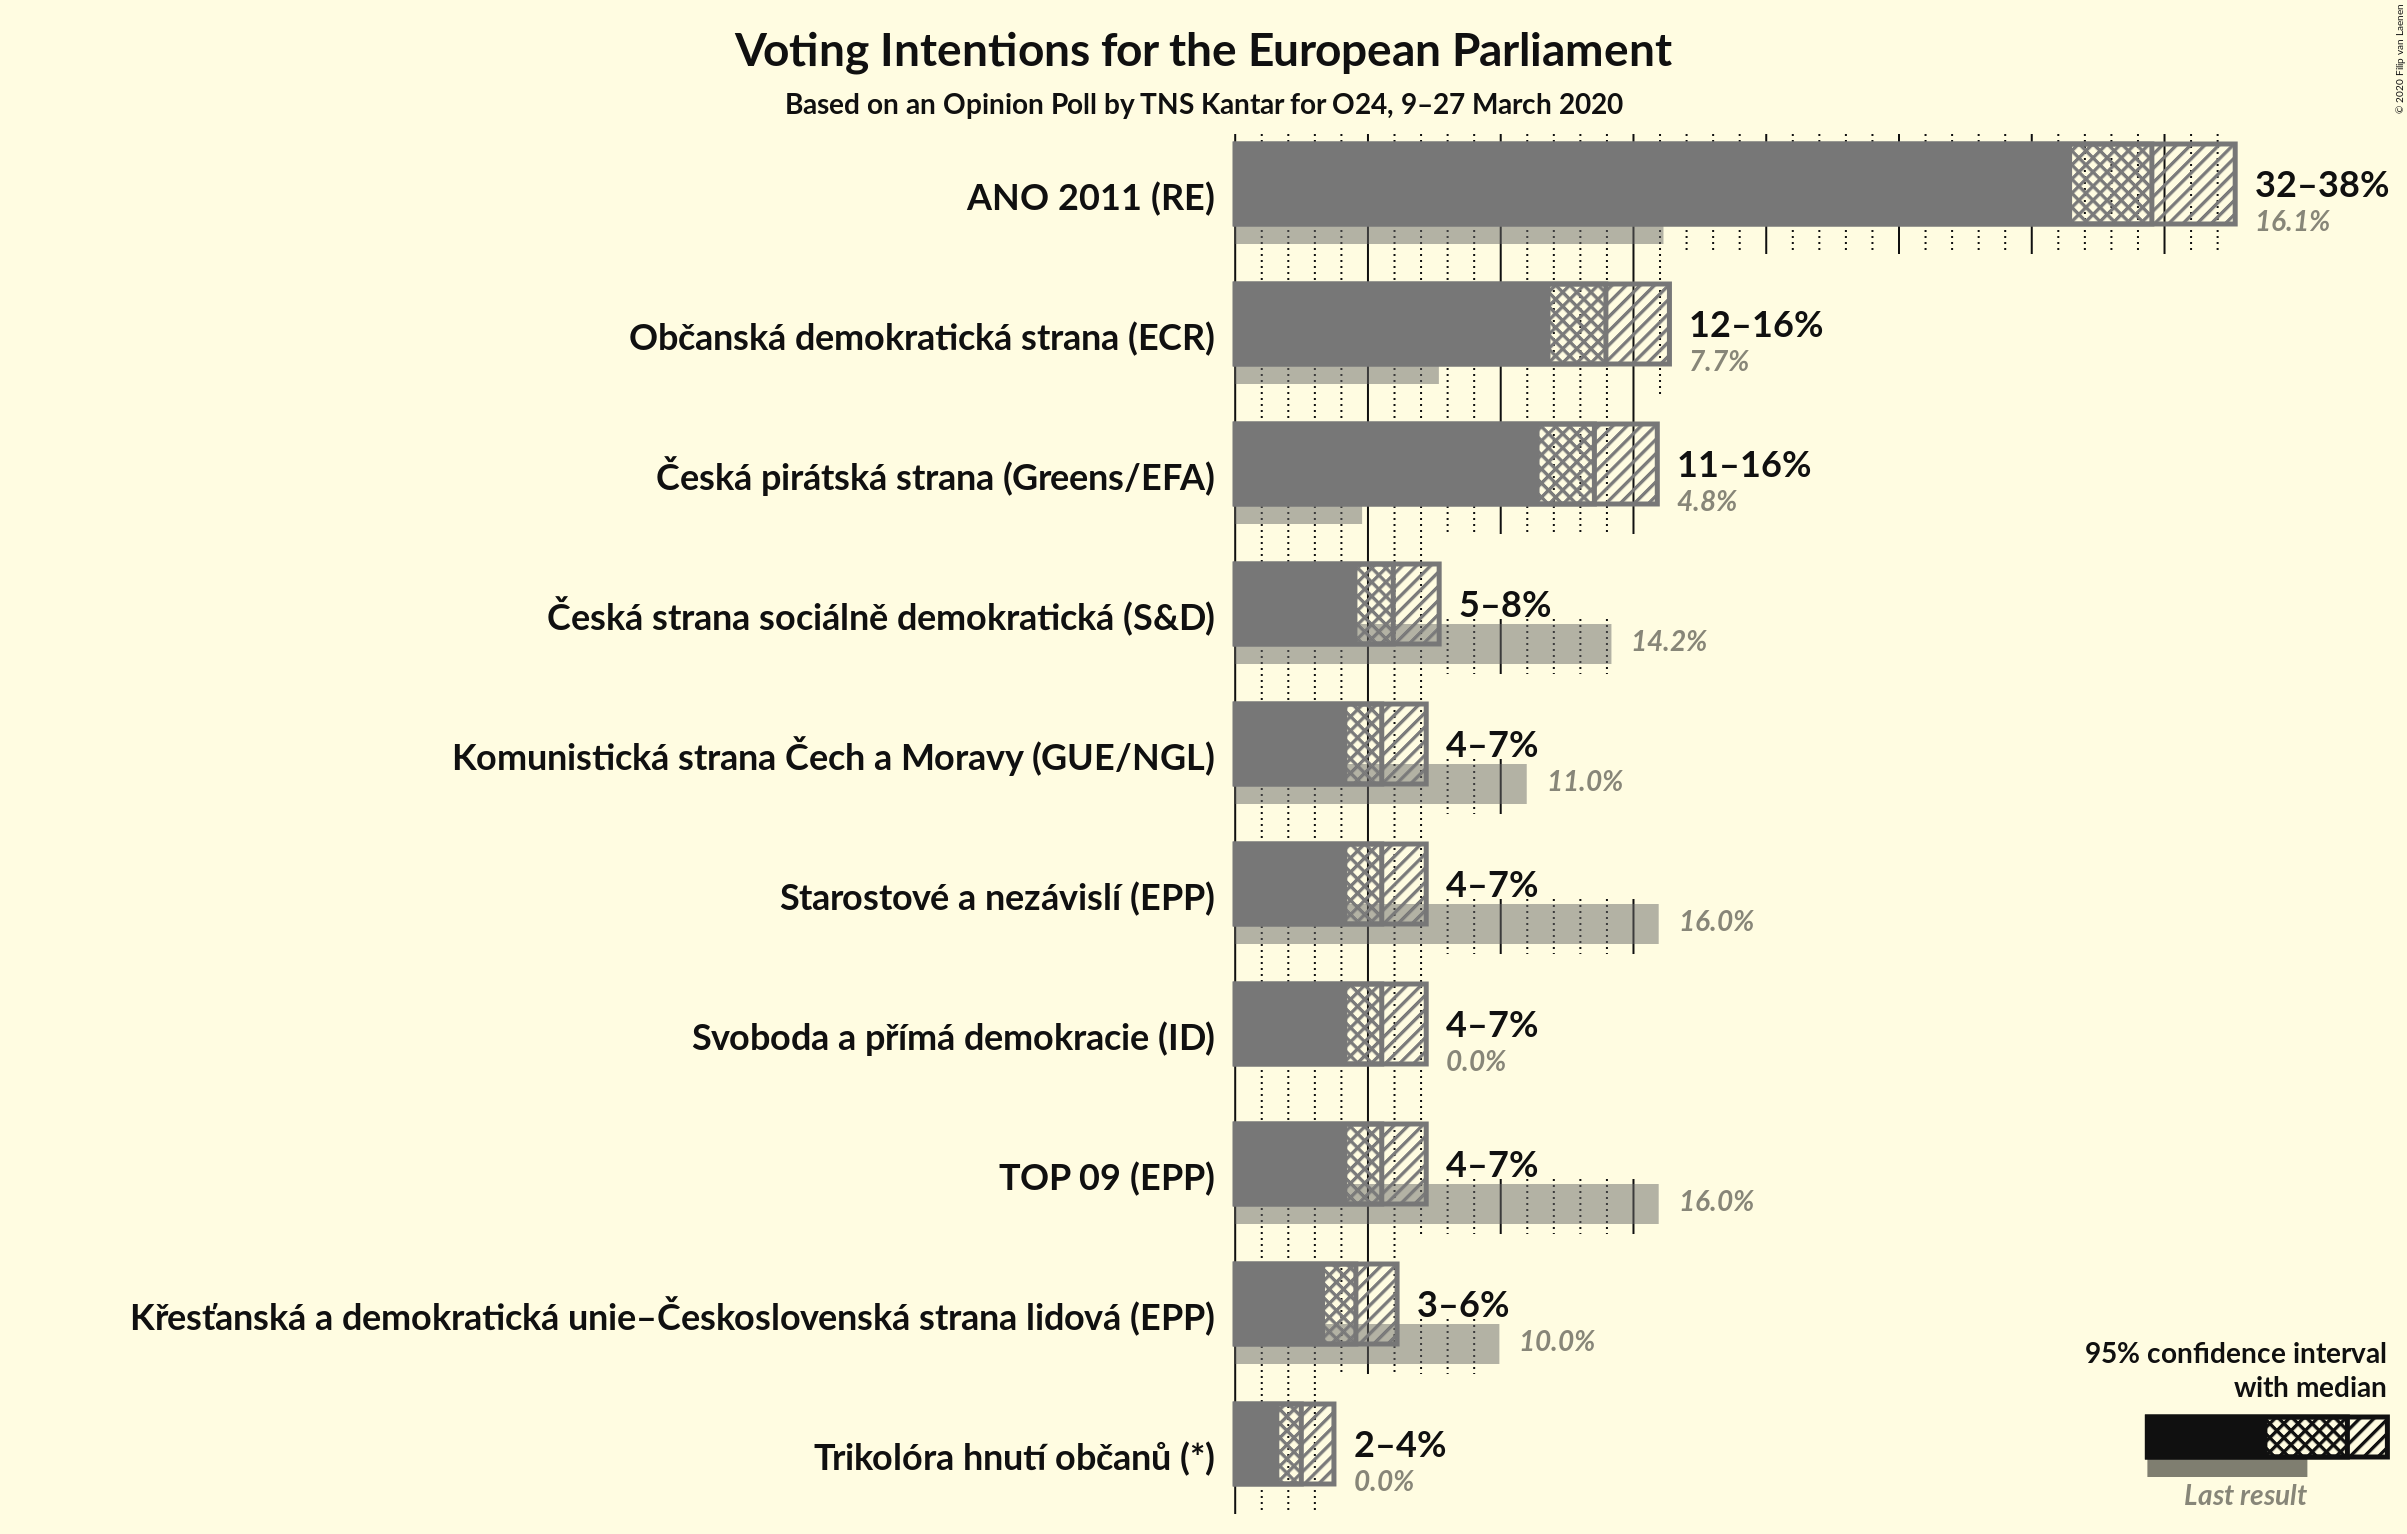 Voting Intentions for the European Parliament
Based on an Opinion Poll by TNS Kantar for O24, 9–27 March 2020
© 2020 Filip van Laenen
ANO 2011 (RE)
32–38%
16.1%
Občanská demokratická strana (ECR)
12–16%
7.7%
Česká pirátská strana (Greens/EFA)
11–16%
4.8%
Česká strana sociálně demokratická (S&D)
5–8%
14.2%
Komunistická strana Čech a Moravy (GUE/NGL)
4–7%
11.0%
Starostové a nezávislí (EPP)
4–7%
16.0%
Svoboda a přímá demokracie (ID)
4–7%
0.0%
TOP 09 (EPP)
4–7%
16.0%
Křesťanská a demokratická unie–Československá strana lidová (EPP)
3–6%
10.0%
Trikolóra hnutí občanů (*)
2–4%
0.0%
95% confidence interval
with median
Last result